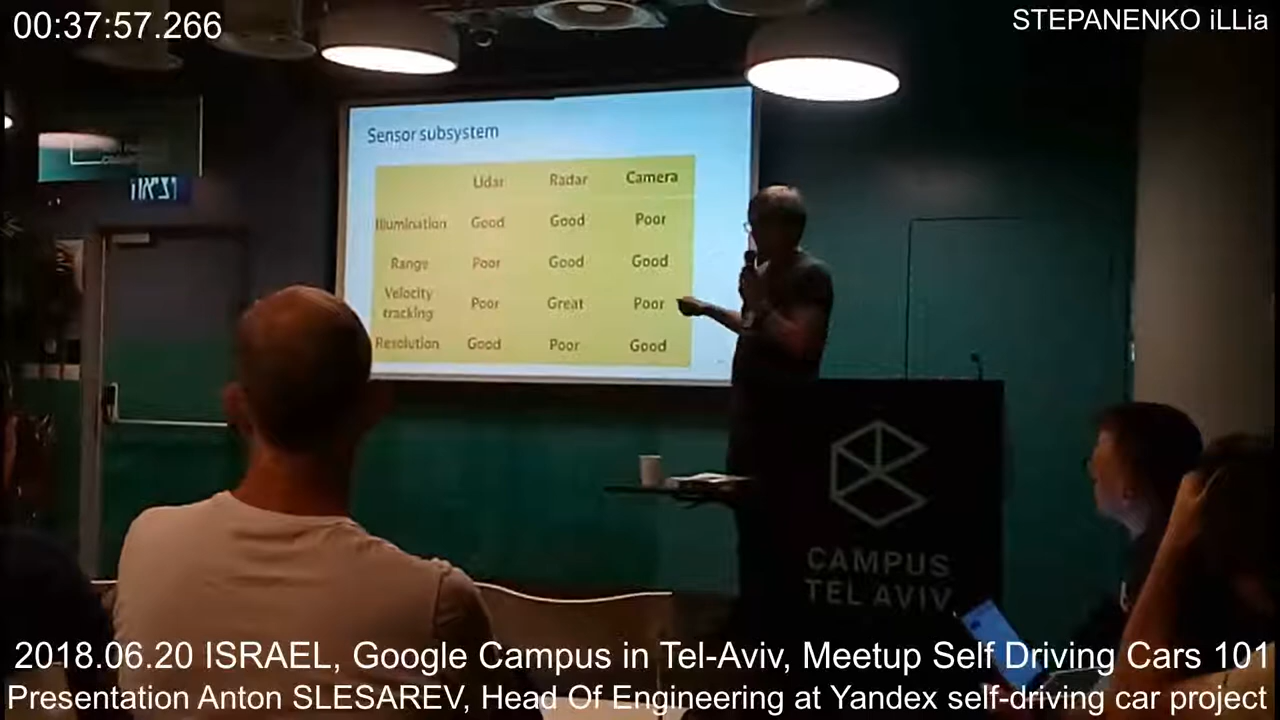 00:37:57.266
STEPANENKO iLLia
Sensor subsystem
Lidar Radar Camera
Illumination Good Good Poor
Range Poor Good Good
Velocity tracking Poor Great Poor
Resolution Good Poor Good
יציאה
CAMPUS
TEL AVIV
2018.06.20 ISRAEL, Google Campus in Tel-Aviv, Meetup Self Driving Cars 101
Presentation Anton SLESAREV, Head Of Engineering at Yandex self-driving car project